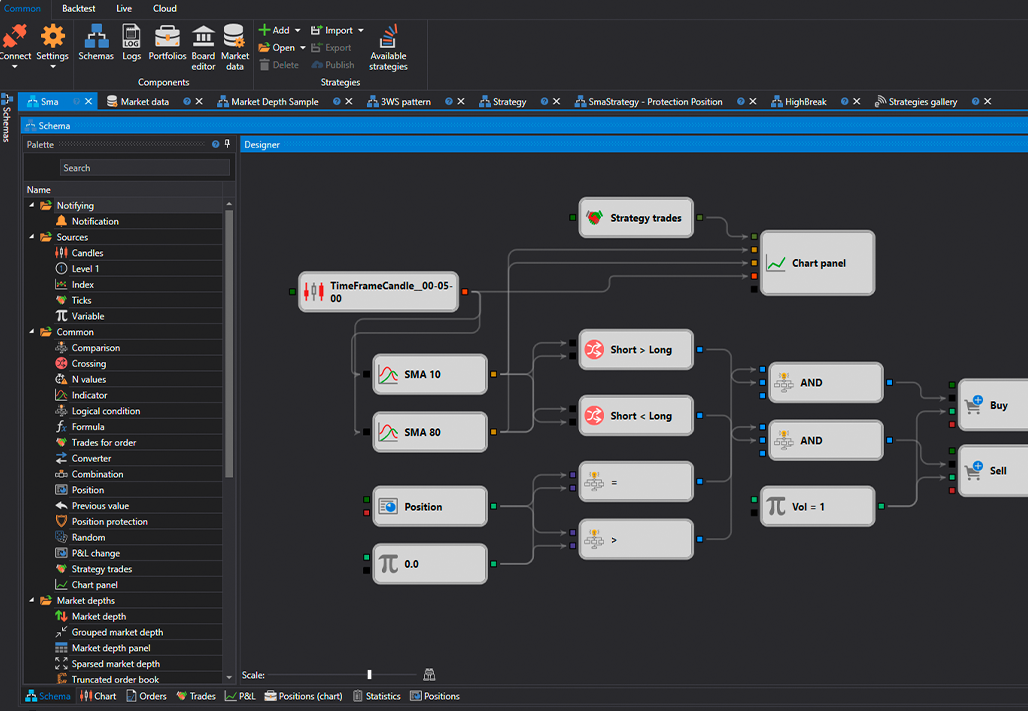 Common Backtest Live Cloud
Connect Settings Schemas Logs Portfolios Board editor Market data
LOG
Add Import
Open Export
Delete Publish
Available strategies
Components Strategies
Sma Market data Market Depth Sample 3WS pattern Strategy SmaStrategy - Protection Position HighBreak Strategies gallery
Schemas
Schema
Palette
Designer
Search
Name
Notifying
Notification
Sources
Candles
Level 1
Index
Ticks
Variable
Common
Comparison
Crossing
N values
Indicator
Logical condition
Formula
Trades for order
Converter
Combination
Position
Previous value
Position protection
Random
P&L change
Strategy trades
Chart panel
Market depths
Market depth
Grouped market depth
Market depth panel
Sparsed market depth
Truncated order book
Strategy trades
Chart panel
TimeFrameCandle__00-05-
00
Short > Long
SMA 10
AND
Buy
Short < Long
SMA 80
AND
Sell
=
Position
Vol = 1
>
0.0
Scale:
Schema Chart Orders Trades P&L Positions (chart) Statistics Positions